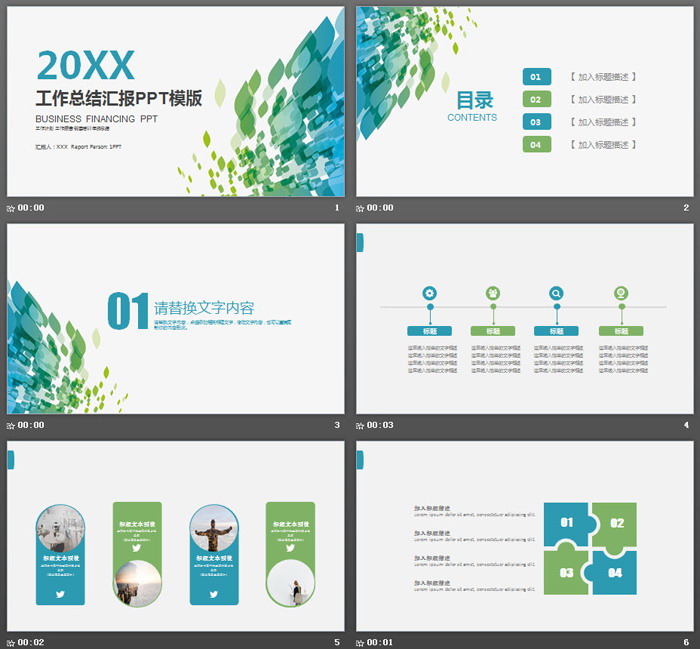 20XX
工作总结汇报PPT模版
BUSINESS FINANCING PPT
汇报人：XXX Report Person:1PPT
00:00
1
目录
CONTENTS
01
【 加入标题描述 】
02
【 加入标题描述 】
03
【 加入标题描述 】
04
【 加入标题描述 】
00:00
2
01
请替换文字内容
00:00
3
标题
标题
标题
标题
00:03
4
标题文本预设
标题文本预设
标题文本预设
标题文本预设
00:02
5
加入标题描述
Lorem ipsum dolor sit amet, consectetuer adipiscing elit.
加入标题描述
Lorem ipsum dolor sit amet, consectetuer adipiscing elit.
加入标题描述
Lorem ipsum dolor sit amet, consectetuer adipiscing elit.
加入标题描述
Lorem ipsum dolor sit amet, consectetuer adipiscing elit.
01
02
03
04
00:01
6